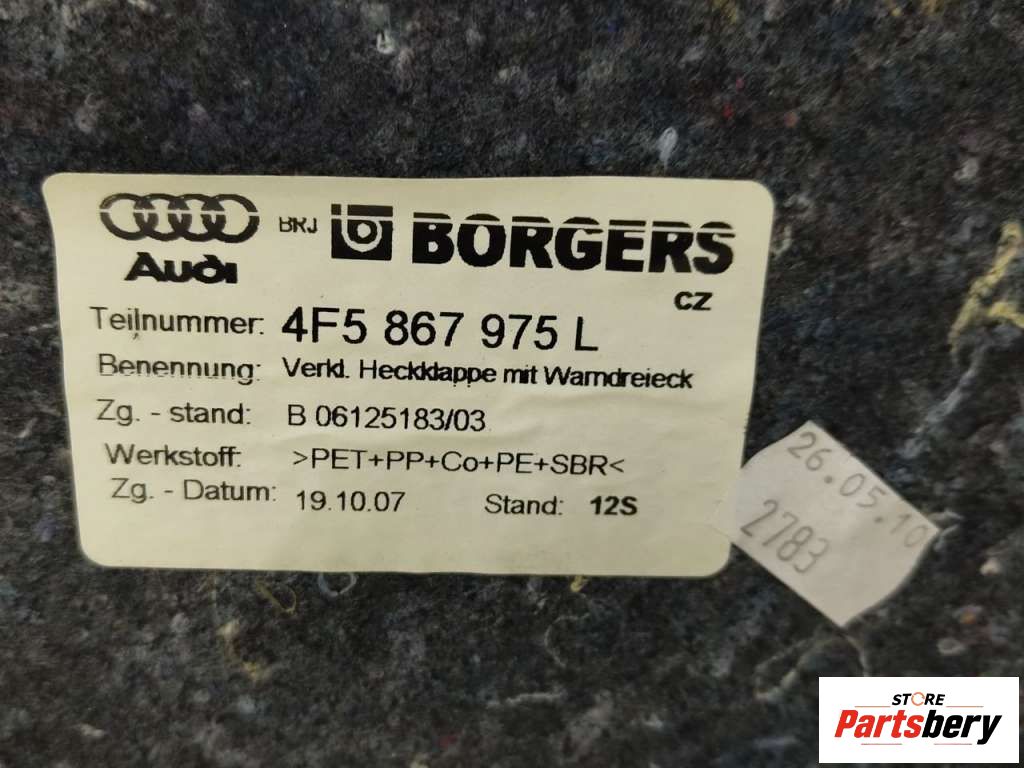 Audi
BRJ
BORGERS
CZ
Teilnummer: 4F5 867 975 L
Benennung: Verkl. Heckklappe mit Warndreieck
Zg. - stand: B 06125183/03
Werkstoff: >PET+PP+Co+PE+SBR<
Zg. - Datum: 19.10.07 Stand: 12S
26.05.10
2783
STORE
Partsbery